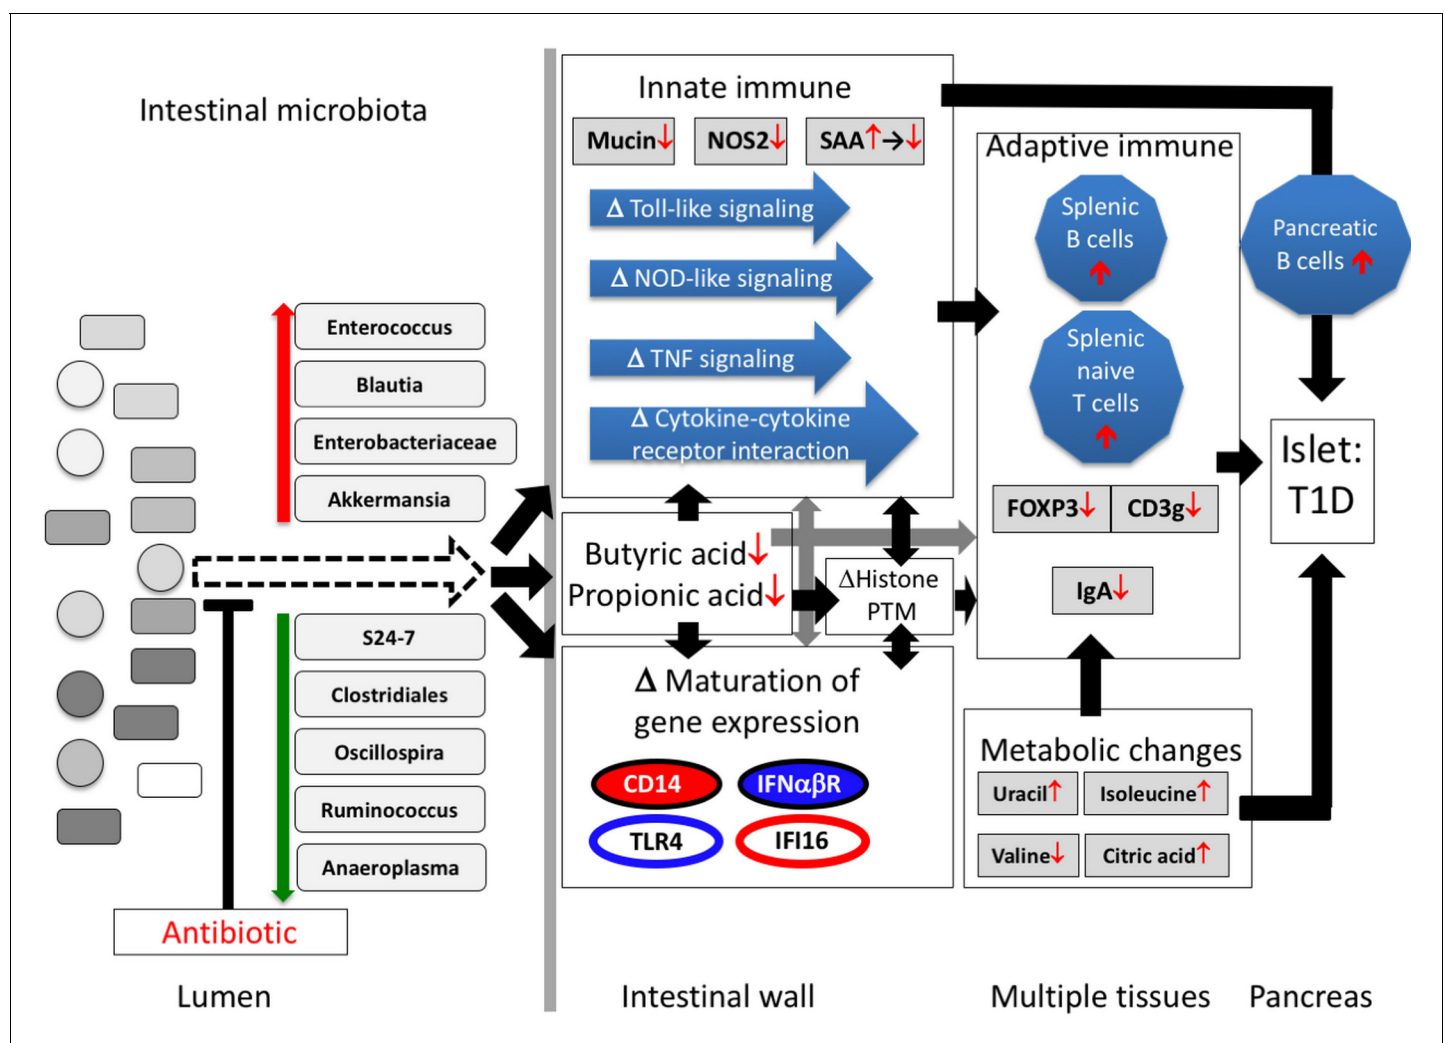 Intestinal microbiota
Enterococcus
Blautia
Enterobacteriaceae
Akkermansia
S24-7
Clostridiales
Oscillospira
Ruminococcus
Anaeroplasma
Antibiotic
Lumen
Innate immune
Mucin↓
NOS2↓
SAA↑→↓
Δ Toll-like signaling
Δ NOD-like signaling
Δ TNF signaling
Δ Cytokine-cytokine
receptor interaction
Butyric acid↓
Propionic acid↓
ΔHistone
PTM
Δ Maturation of
gene expression
CD14
IFNαβR
TLR4
IFI16
Intestinal wall
Adaptive immune
Splenic
B cells
↑
Splenic
naive
T cells
↑
FOXP3↓
CD3g↓
IgA↓
Metabolic changes
Uracil↑
Isoleucine↑
Valine↓
Citric acid↑
Multiple tissues
Pancreatic
B cells ↑
Islet:
T1D
Pancreas